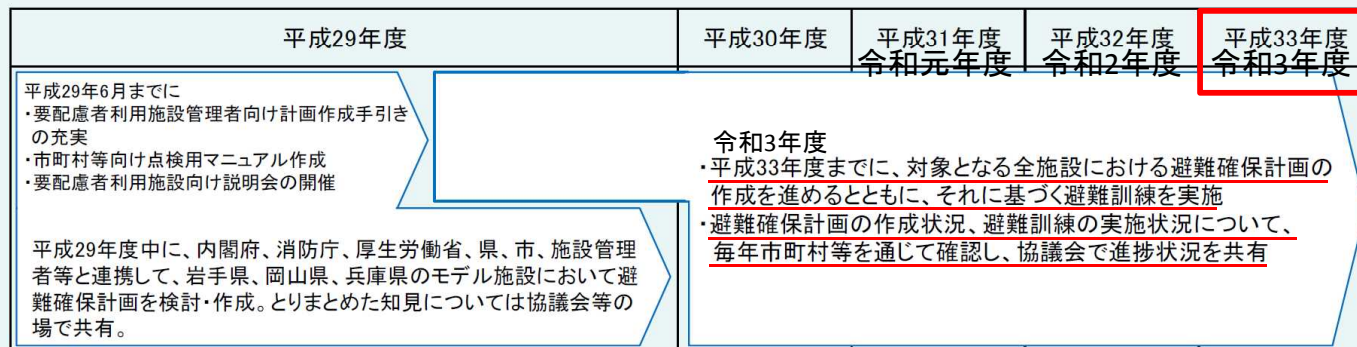 平成29年度
平成30年度
平成31年度
令和元年度
平成32年度
令和2年度
平成33年度
令和3年度
平成29年6月までに
・要配慮者利用施設管理者向け計画作成手引き
の充実
・市町村等向け点検用マニュアル作成
・要配慮者利用施設向け説明会の開催
平成29年度中に、内閣府、消防庁、厚生労働省、県、市、施設管理
者等と連携して、岩手県、岡山県、兵庫県のモデル施設において避
難確保計画を検討・作成。とりまとめた知見については協議会等の
場で共有。
令和3年度
・平成33年度までに、対象となる全施設における避難確保計画の
作成を進めるとともに、それに基づく避難訓練を実施
・避難確保計画の作成状況、避難訓練の実施状況について、
毎年市町村等を通じて確認し、協議会で進捗状況を共有